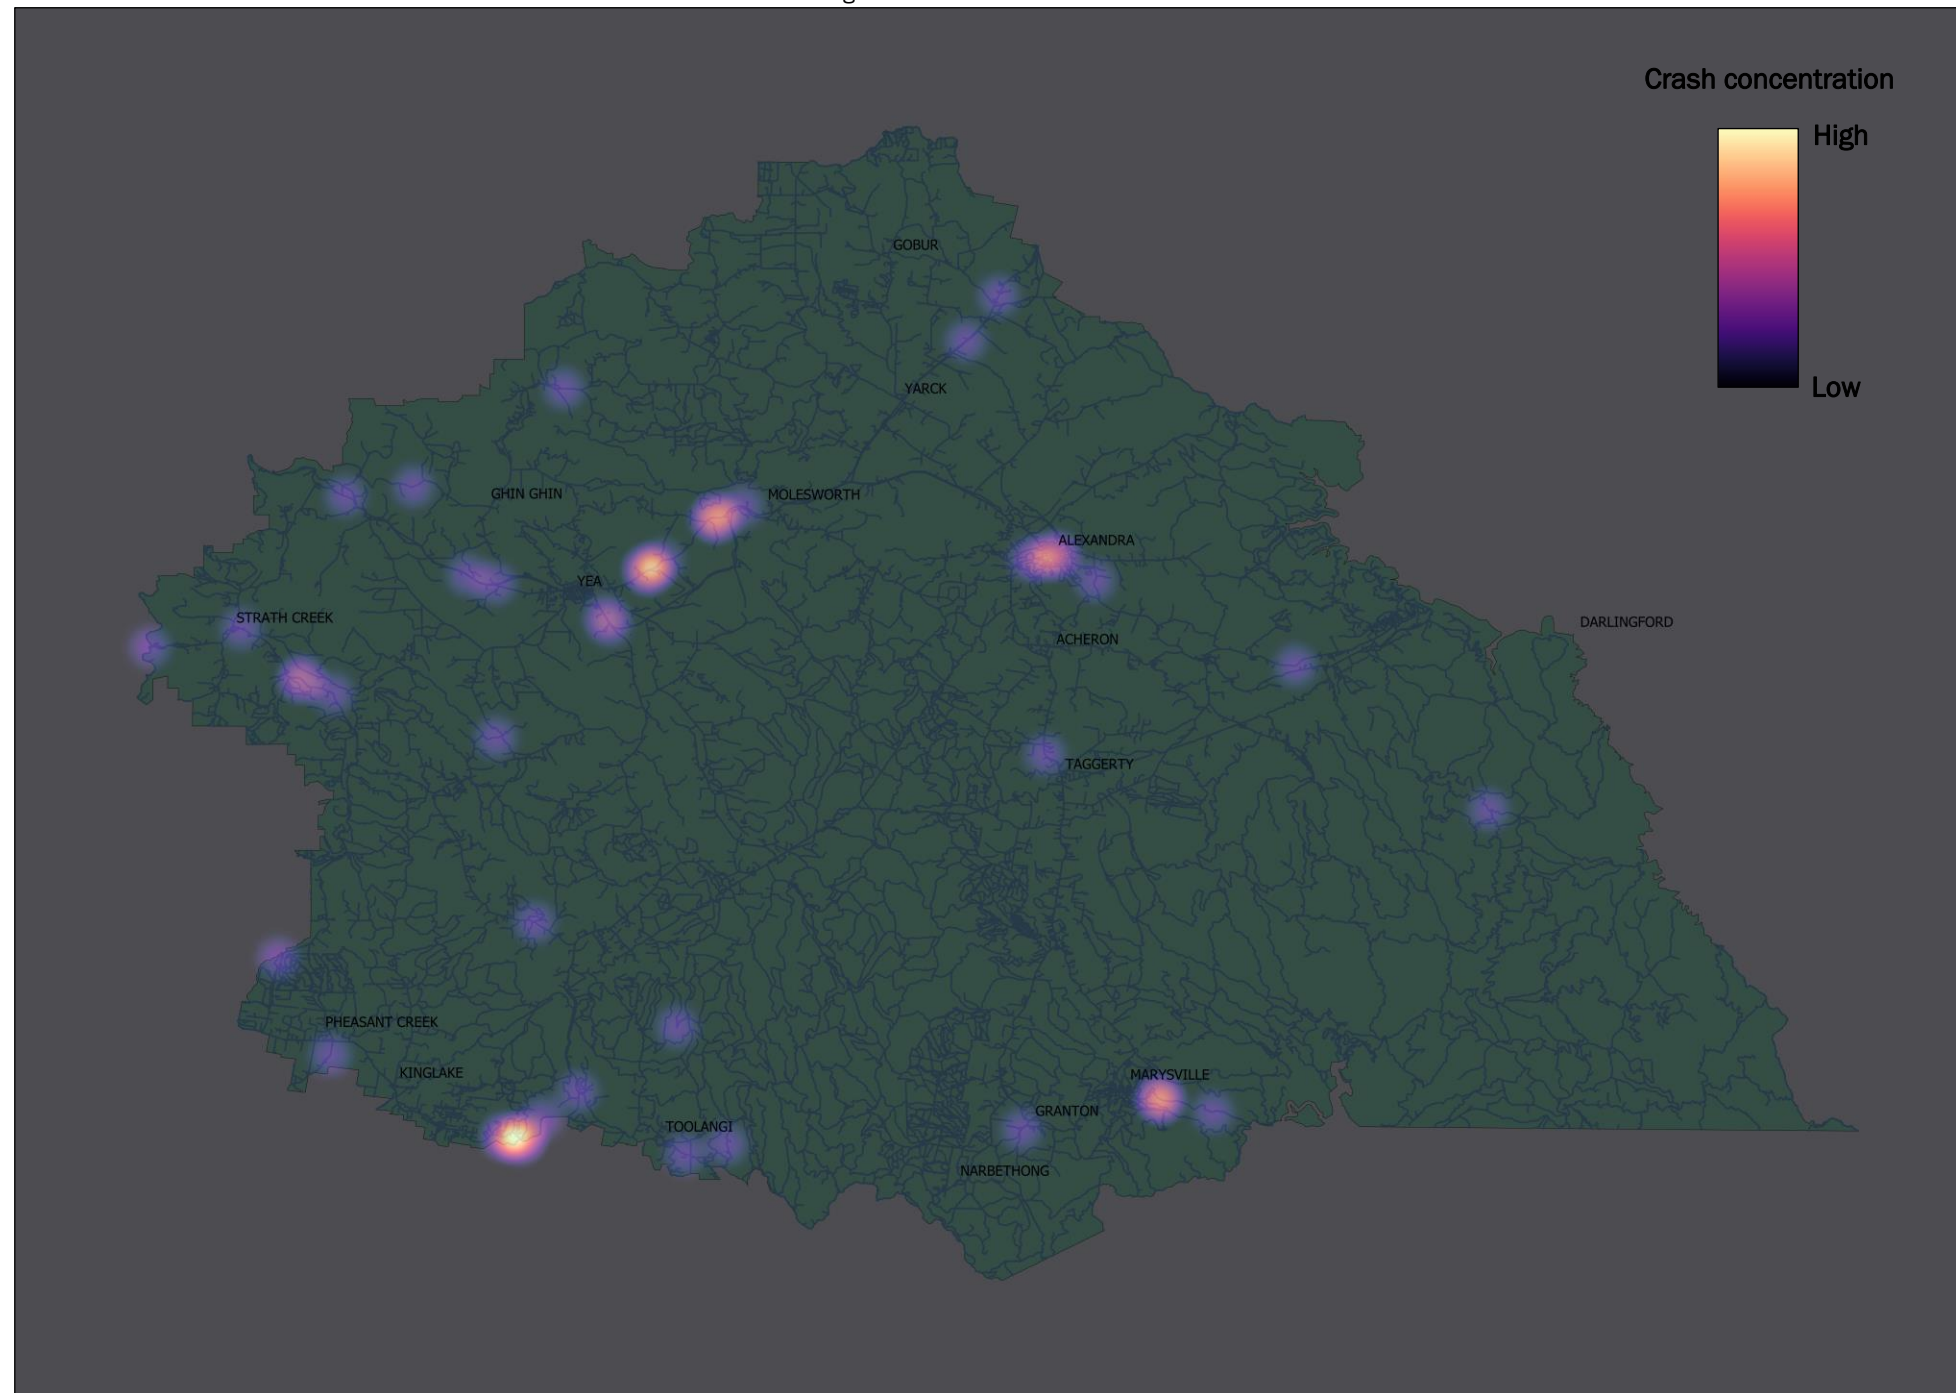 Crash concentration
High
Low
GOBUR
YARCK
GHIN GHIN
MOLESWORTH
ALEXANDRA
YEA
STRATH CREEK
DARLINGFORD
ACHERON
TAGGERTY
PHEASANT CREEK
KINGLAKE
MARYSVILLE
GRANTON
TOOLANGI
NARBETHONG